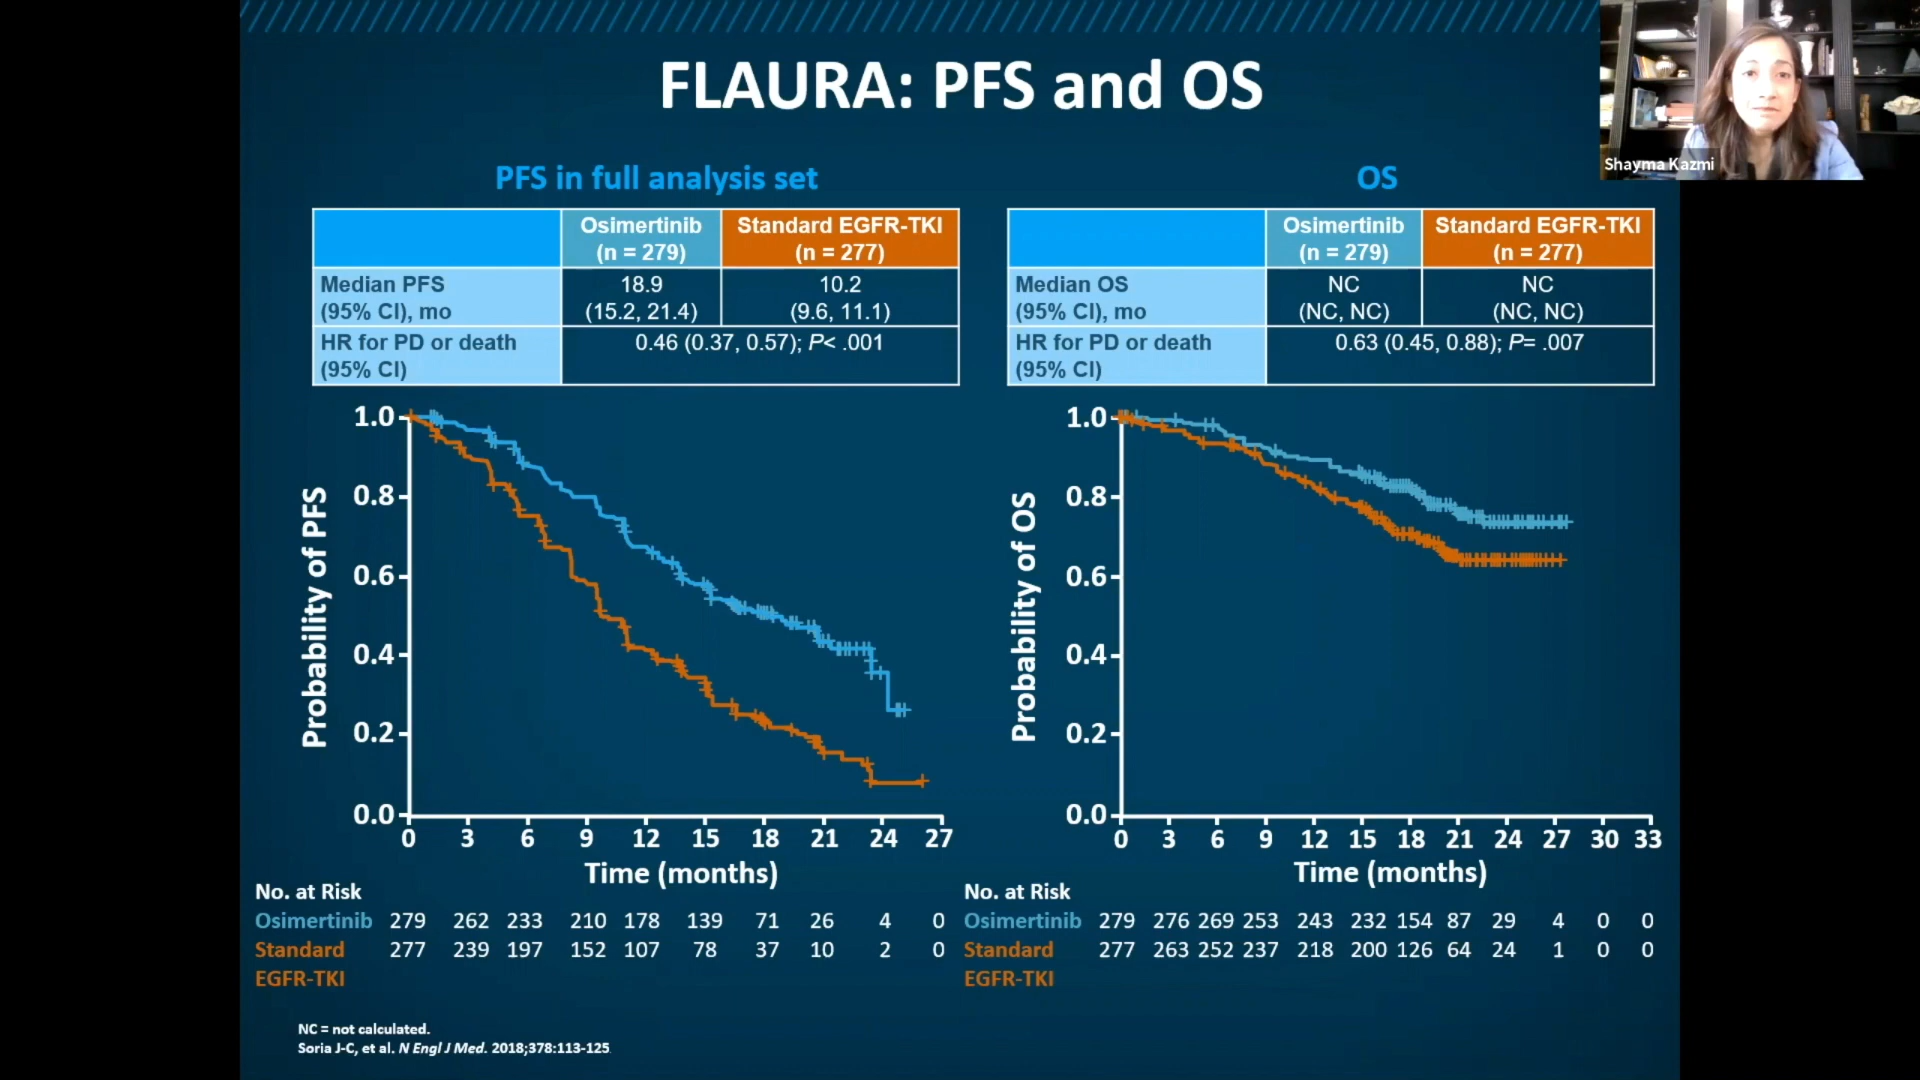 FLAURA: PFS and OS
Shayma Kazmi
PFS in full analysis set
Osimertinib (n = 279) Standard EGFR-TKI (n = 277)
Median PFS (95% CI), mo 18.9 (15.2, 21.4) 10.2 (9.6, 11.1)
HR for PD or death (95% CI) 0.46 (0.37, 0.57); P< .001
OS
Osimertinib (n = 279) Standard EGFR-TKI (n = 277)
Median OS (95% CI), mo NC (NC, NC) NC (NC, NC)
HR for PD or death (95% CI) 0.63 (0.45, 0.88); P= .007
Probability of PFS
1.0
0.8
0.6
0.4
0.2
0.0
0 3 6 9 12 15 18 21 24 27
Time (months)
No. at Risk
Osimertinib 279 262 233 210 178 139 71 26 4 0
Standard EGFR-TKI 277 239 197 152 107 78 37 10 2 0
Probability of OS
1.0
0.8
0.6
0.4
0.2
0.0
0 3 6 9 12 15 18 21 24 27 30 33
Time (months)
No. at Risk
Osimertinib 279 276 269 253 243 232 154 87 29 4 0 0
Standard EGFR-TKI 277 263 252 237 218 200 126 64 24 1 0 0
NC = not calculated.
Soria J-C, et al. N Engl J Med. 2018;378:113-125